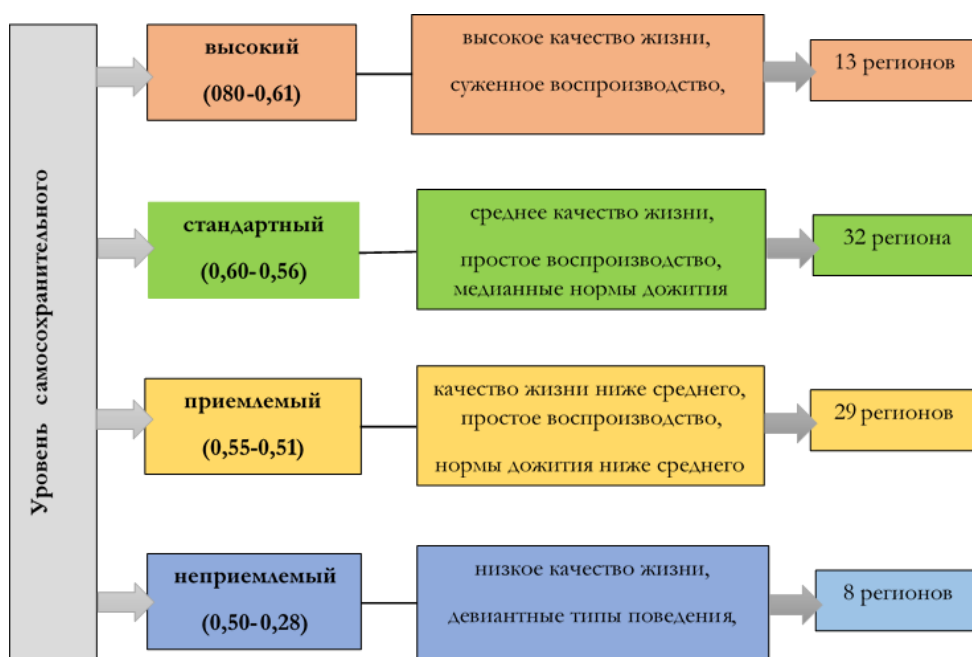 Уровень самосохранительного
высокий
(080-0,61)
высокое качество жизни,
суженное воспроизводство,
13 регионов
стандартный
(0,60-0,56)
среднее качество жизни,
простое воспроизводство,
медианные нормы дожития
32 региона
приемлемый
(0,55-0,51)
качество жизни ниже среднего,
простое воспроизводство,
нормы дожития ниже среднего
29 регионов
неприемлемый
(0,50-0,28)
низкое качество жизни,
девиантные типы поведения,
8 регионов